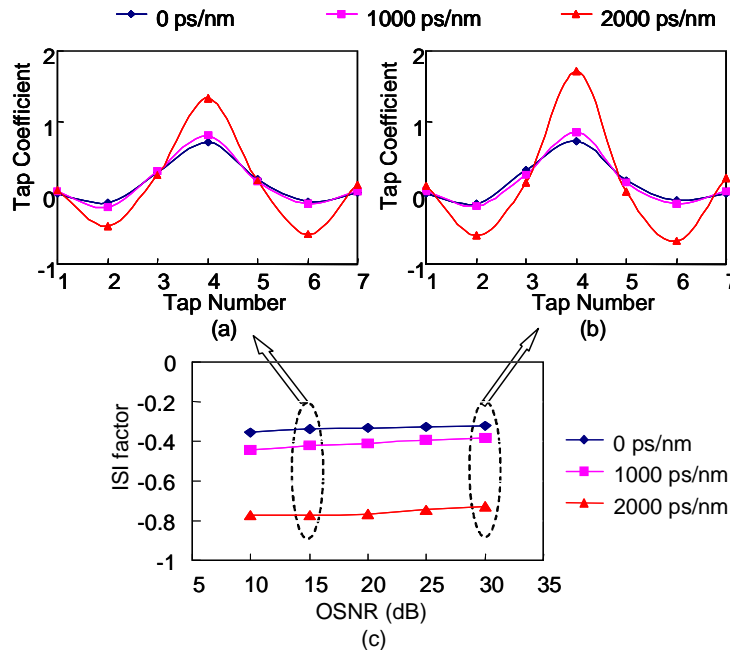 0 ps/nm 1000 ps/nm 2000 ps/nm
2
1
0
-1
Tap Coefficient
1 2 3 4 5 6 7
Tap Number
(a)
2
1
0
-1
Tap Coefficient
1 2 3 4 5 6 7
Tap Number
(b)
0
-0.2
-0.4
-0.6
-0.8
-1
ISI factor
5 10 15 20 25 30 35
OSNR (dB)
(c)
0 ps/nm
1000 ps/nm
2000 ps/nm